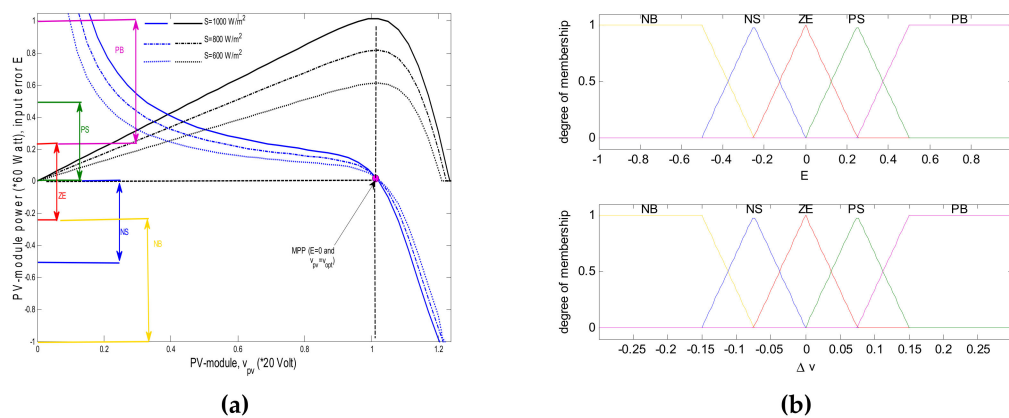 PV-module power (*60 Watt), input error E
1
0.8
0.6
0.4
0.2
0
-0.2
-0.4
-0.6
-0.8
-1
S=1000 W/m²
S=800 W/m²
S=600 W/m²
PB
PS
ZE
NS
NB
MPP (E=0 and
v_pv=v_opt)
0 0.2 0.4 0.6 0.8 1 1.2
PV-module, v_pv (*20 Volt)
(a)
NB NS ZE PS PB
degree of membership
1
0.5
0
-1 -0.8 -0.6 -0.4 -0.2 0 0.2 0.4 0.6 0.8
E
NB NS ZE PS PB
degree of membership
1
0.5
0
-0.25 -0.2 -0.15 -0.1 -0.05 0 0.05 0.1 0.15 0.2 0.25
Δ v
(b)